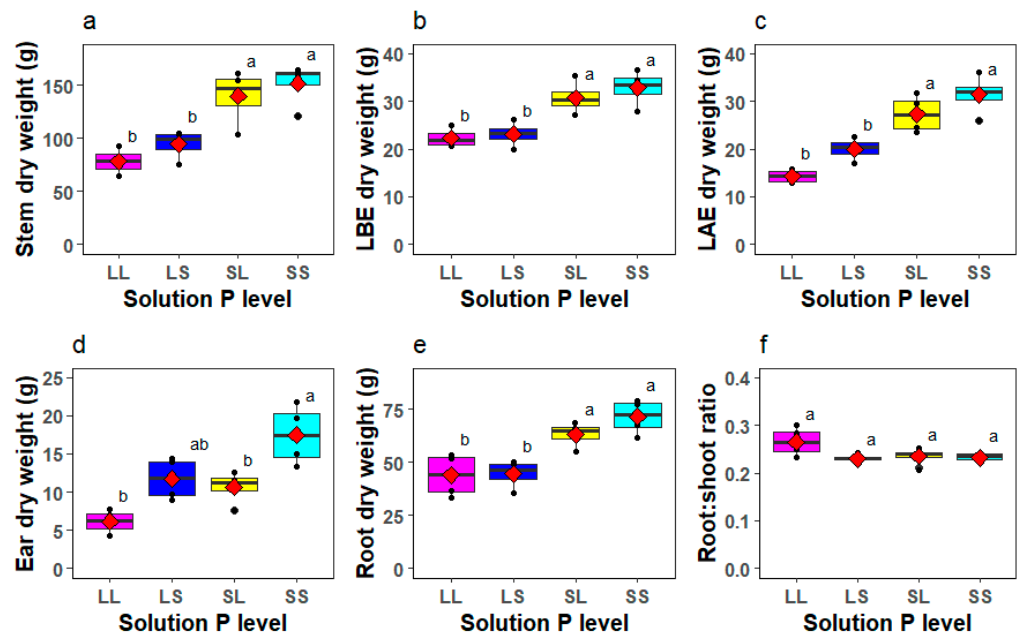 a
b
c
Stem dry weight (g)
150
100
50
0
b
b
a
a
LL LS SL SS
Solution P level
LBE dry weight (g)
40
30
20
10
0
b
b
a
a
LL LS SL SS
Solution P level
LAE dry weight (g)
40
30
20
10
0
b
b
a
a
LL LS SL SS
Solution P level
d
e
f
Ear dry weight (g)
25
20
15
10
5
0
b
ab
b
a
LL LS SL SS
Solution P level
Root dry weight (g)
75
50
25
0
b
b
a
a
LL LS SL SS
Solution P level
Root:shoot ratio
0.4
0.3
0.2
0.1
0.0
a
a
a
a
LL LS SL SS
Solution P level